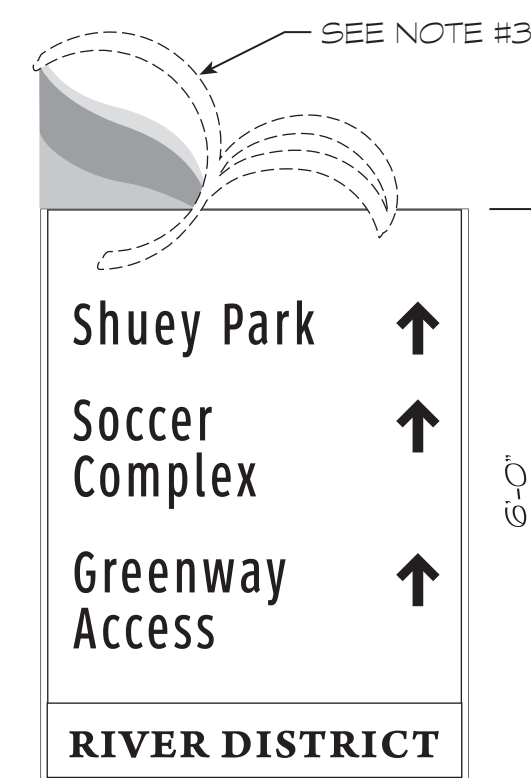 SEE NOTE #3
Shuey Park ↑
Soccer ↑
Complex
Greenway ↑
Access
6'-0"
RIVER DISTRICT